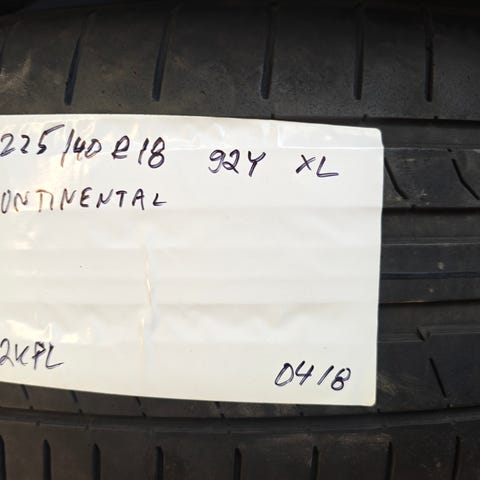 225/40 R18 92Y XL
ONTINENTAL
2KPL
0418